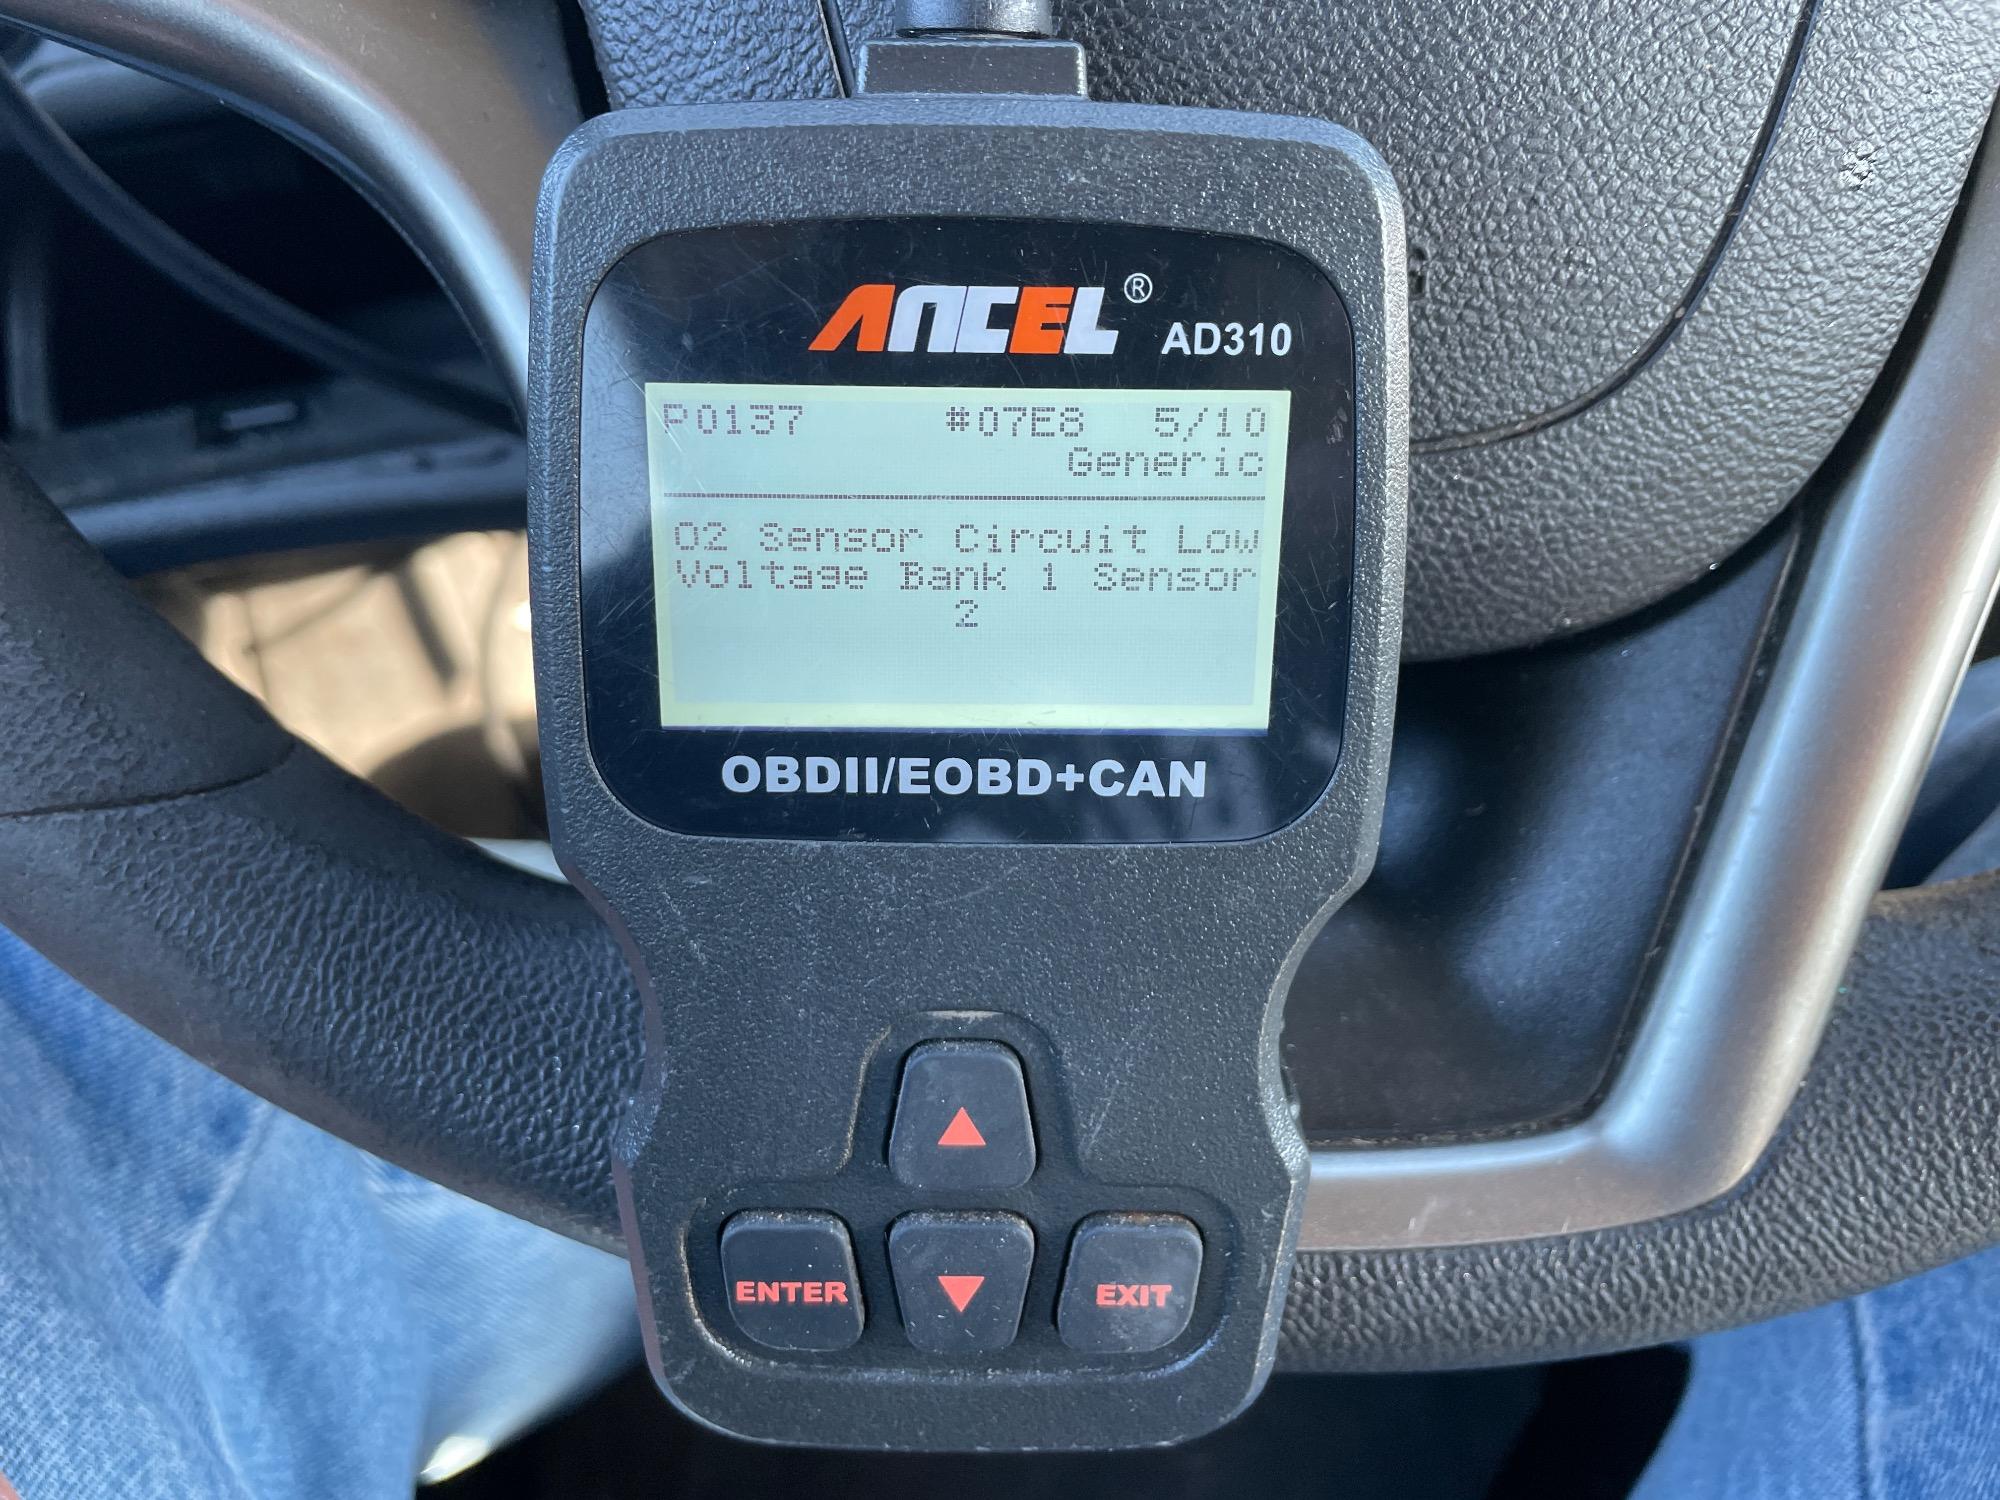 ANCEL® AD310
P0137 #07E8 5/10
Generic
O2 Sensor Circuit Low
Voltage Bank 1 Sensor
2
OBDII/EOBD+CAN
▲
ENTER ▼ EXIT